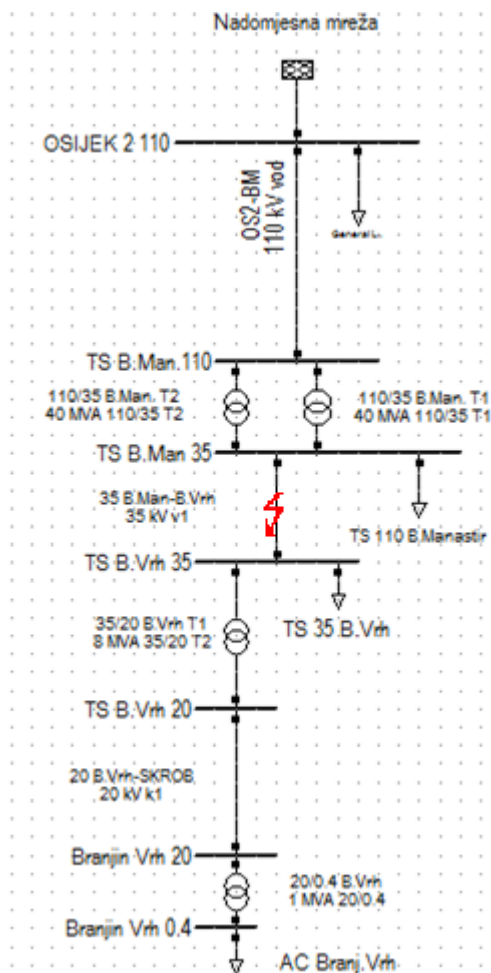 Nadomjesna mreža
OSIJEK 2 110
OS2-BM
110 kV vod
General L..
TS B.Man.110
110/35 B.Man. T2
40 MVA 110/35 T2
110/35 B.Man. T1
40 MVA 110/35 T1
TS B.Man 35
35 B.Man-B.Vrh
35 kV v1
TS 110 B.Manastir
TS B.Vrh 35
35/20 B.Vrh T1
8 MVA 35/20 T2
TS 35 B.Vrh
TS B.Vrh 20
20 B.Vrh-SKROB
20 kV k1
Branjin Vrh 20
20/0.4 B.Vrh
1 MVA 20/0.4
Branjin Vrh 0.4
AC Branj.Vrh